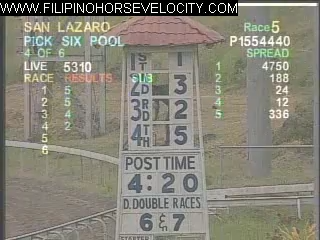 WWW.FILIPINOHORSEVELOCITY.COM
SAN LAZARO Race 5
PICK SIX POOL P1554440
4 OF 6 SPREAD
LIVE 5310 1 4750
RACE RESULTS SUB 2 188
1 5 3 24
2 5 4 12
3 4 5 336
4 2
5
6
1ST 1
2ND 3
3RD 2
4TH 5
POST TIME
4:20
D. DOUBLE RACES
6 & 7
STARTER